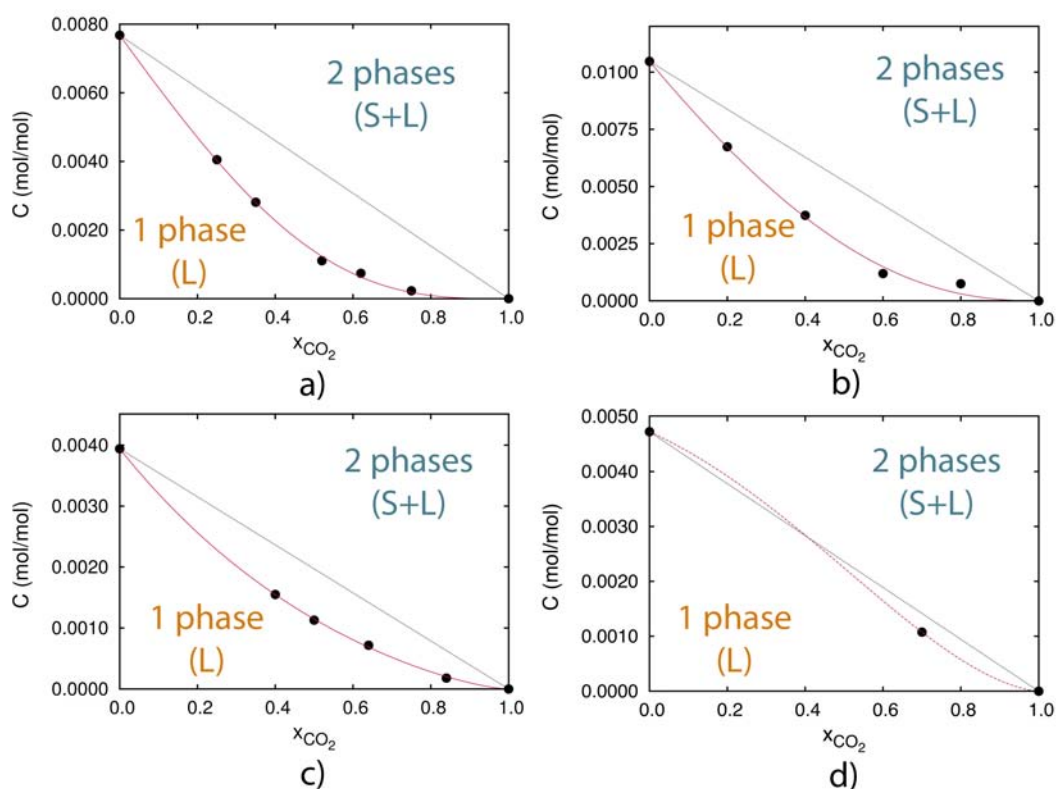 0.0080
0.0060
0.0040
0.0020
0.0000
C (mol/mol)
2 phases
(S+L)
1 phase
(L)
0.0 0.2 0.4 0.6 0.8 1.0
xCO2
a)
0.0100
0.0075
0.0050
0.0025
0.0000
C (mol/mol)
2 phases
(S+L)
1 phase
(L)
0.0 0.2 0.4 0.6 0.8 1.0
xCO2
b)
0.0040
0.0030
0.0020
0.0010
0.0000
C (mol/mol)
2 phases
(S+L)
1 phase
(L)
0.0 0.2 0.4 0.6 0.8 1.0
xCO2
c)
0.0050
0.0040
0.0030
0.0020
0.0010
0.0000
C (mol/mol)
2 phases
(S+L)
1 phase
(L)
0.0 0.2 0.4 0.6 0.8 1.0
xCO2
d)